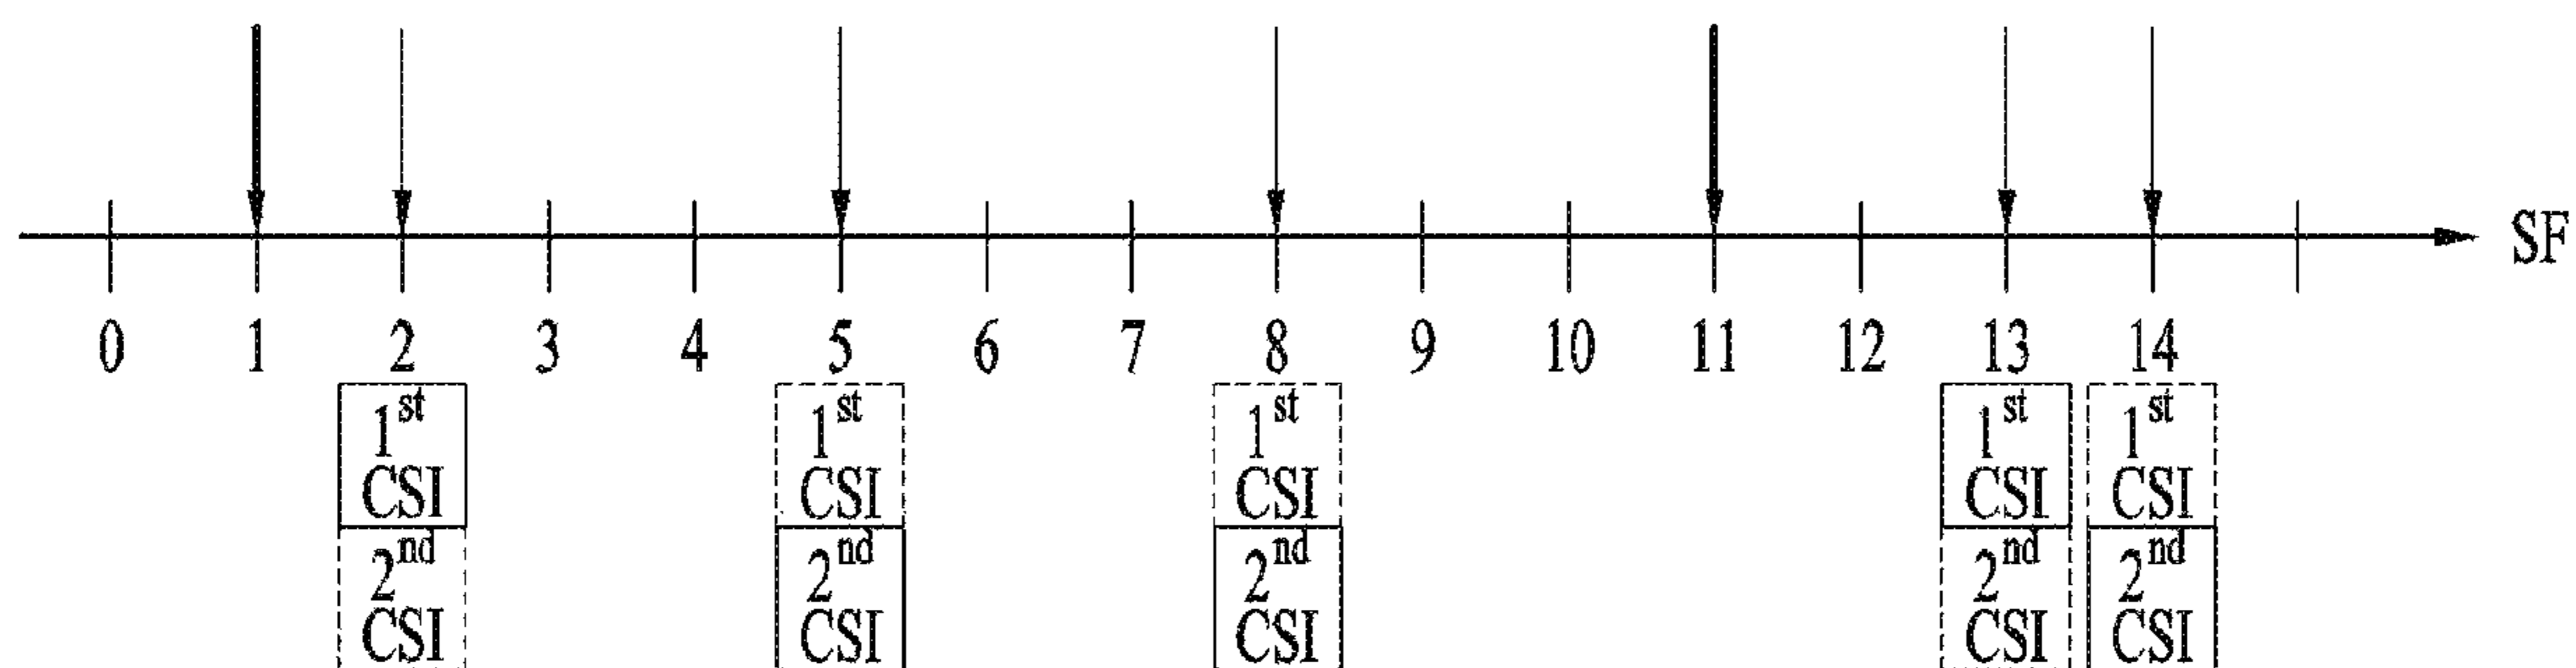 SF
0 1 2 3 4 5 6 7 8 9 10 11 12 13 14
1st 1st 1st 1st 1st
CSI CSI CSI CSI CSI
2nd 2nd 2nd 2nd 2nd
CSI CSI CSI CSI CSI